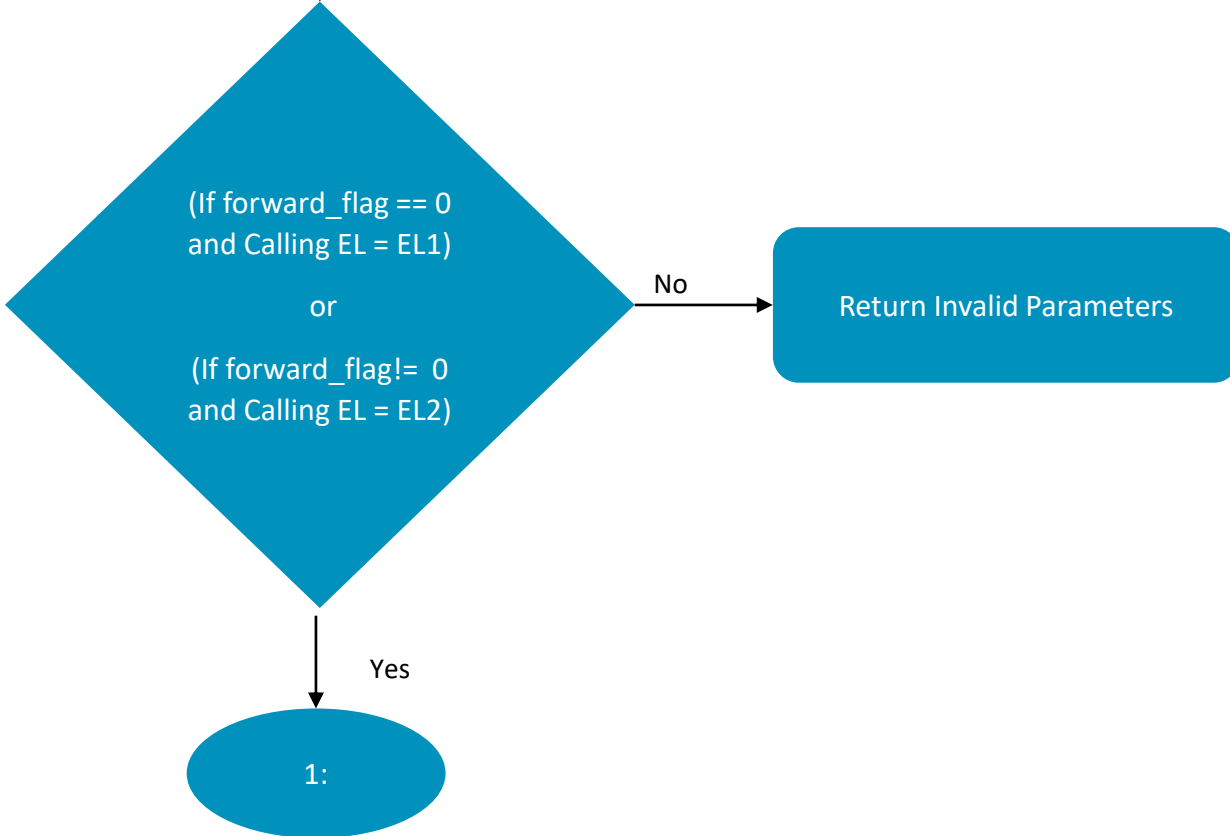 (If forward_flag == 0
and Calling EL = EL1)
or
(If forward_flag!=  0
and Calling EL = EL2)
No
Return Invalid Parameters
Yes
1: